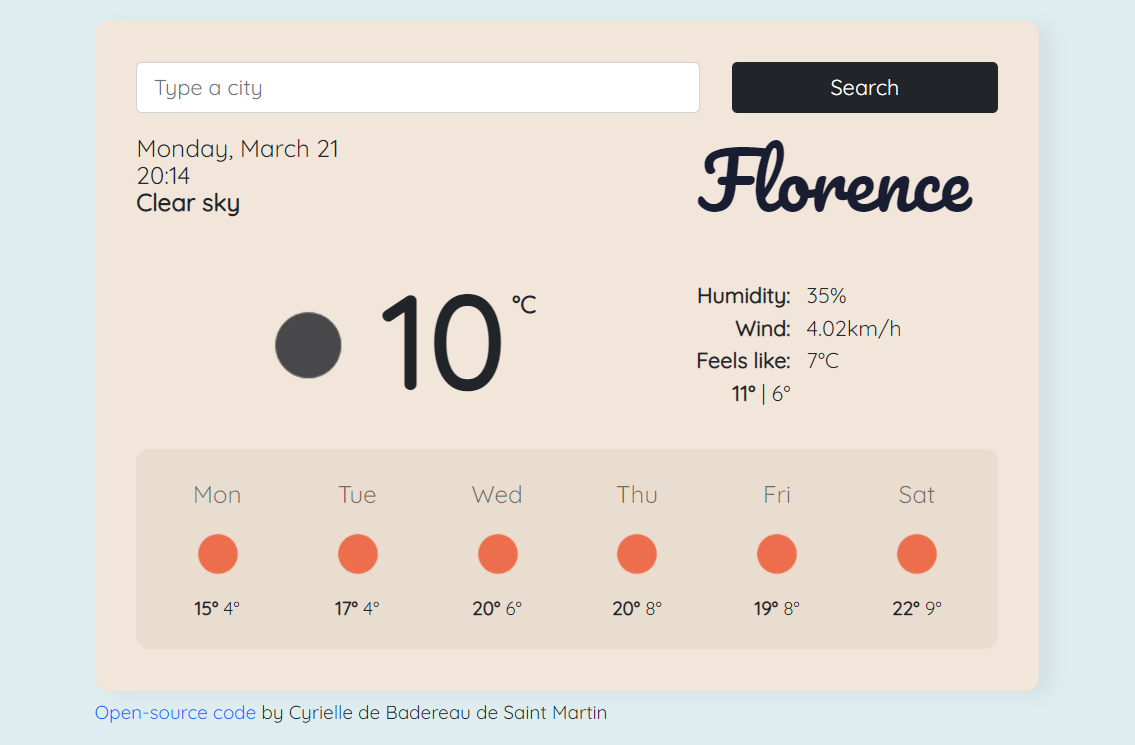 Type a city
Search
Monday, March 21
20:14
Clear sky
Florence
10 °C
Humidity: 35%
Wind: 4.02km/h
Feels like: 7°C
11° | 6°
Mon Tue Wed Thu Fri Sat
15° 4° 17° 4° 20° 6° 20° 8° 19° 8° 22° 9°
Open-source code by Cyrielle de Badereau de Saint Martin